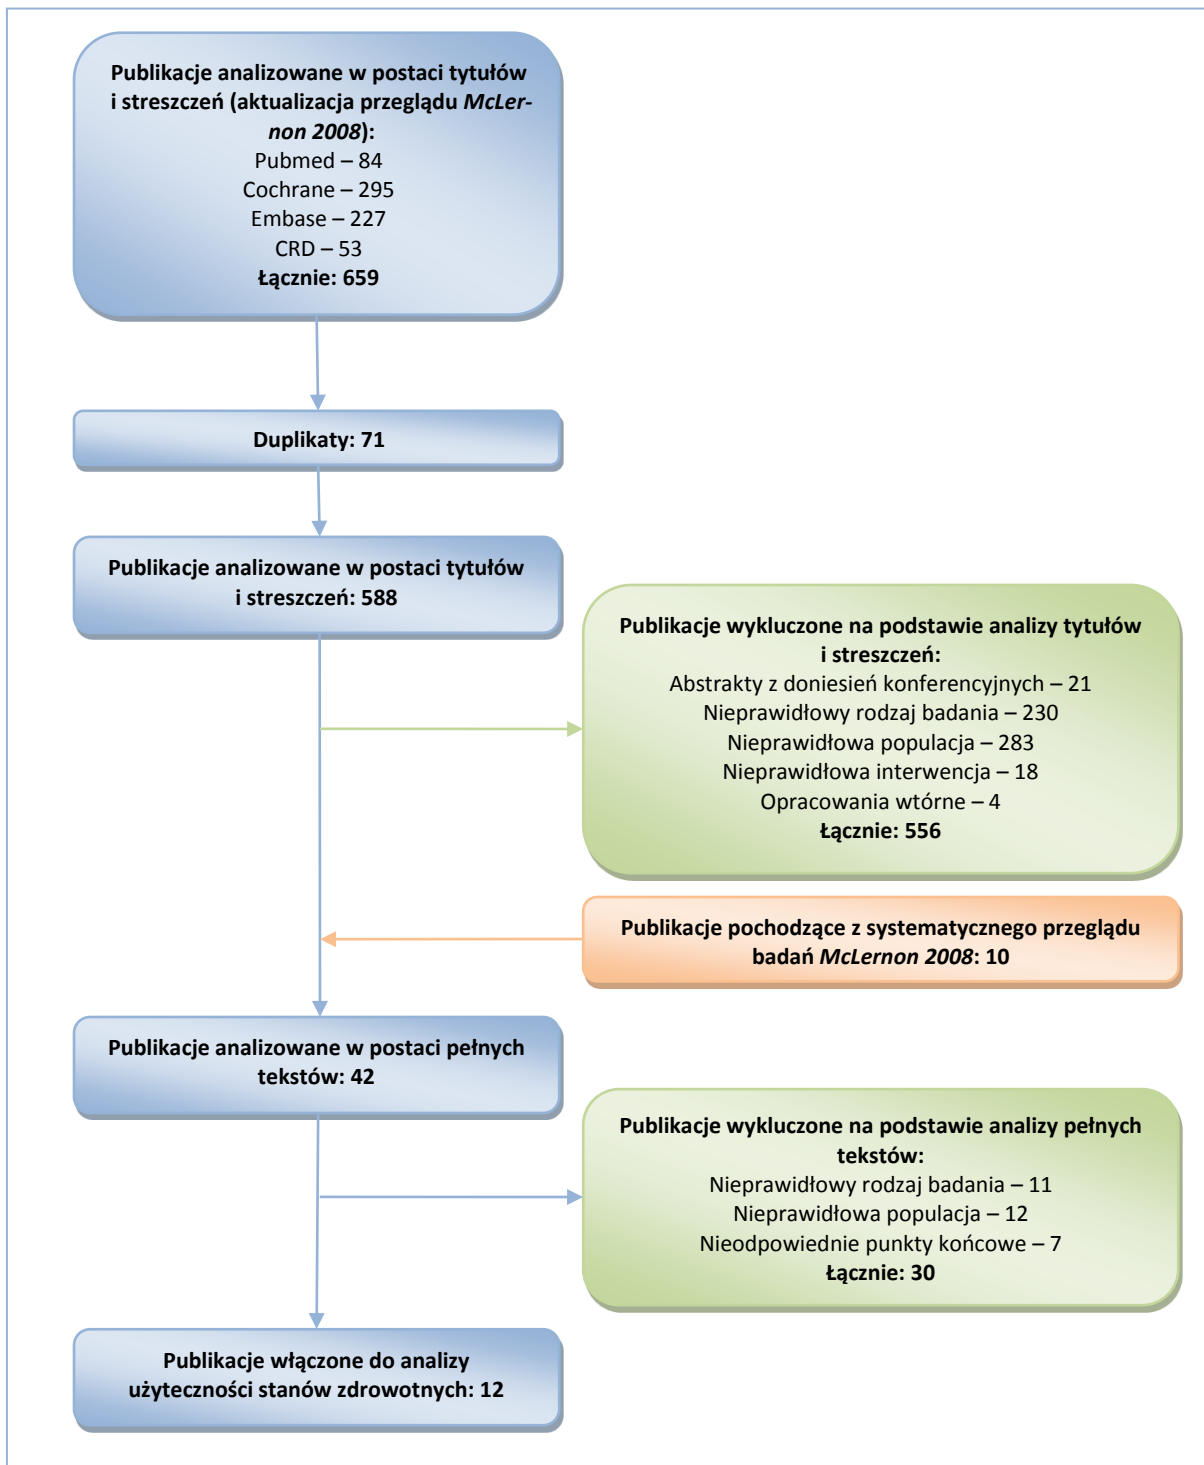 Publikacje analizowane w postaci tytułów
i streszczeń (aktualizacja przeglądu McLer-
non 2008):
Pubmed – 84
Cochrane – 295
Embase – 227
CRD – 53
Łącznie: 659
Duplikaty: 71
Publikacje analizowane w postaci tytułów
i streszczeń: 588
Publikacje wykluczone na podstawie analizy tytułów
i streszczeń:
Abstrakty z doniesień konferencyjnych – 21
Nieprawidłowy rodzaj badania – 230
Nieprawidłowa populacja – 283
Nieprawidłowa interwencja – 18
Opracowania wtórne – 4
Łącznie: 556
Publikacje pochodzące z systematycznego przeglądu
badań McLernon 2008: 10
Publikacje analizowane w postaci pełnych
tekstów: 42
Publikacje wykluczone na podstawie analizy pełnych
tekstów:
Nieprawidłowy rodzaj badania – 11
Nieprawidłowa populacja – 12
Nieodpowiednie punkty końcowe – 7
Łącznie: 30
Publikacje włączone do analizy
użyteczności stanów zdrowotnych: 12